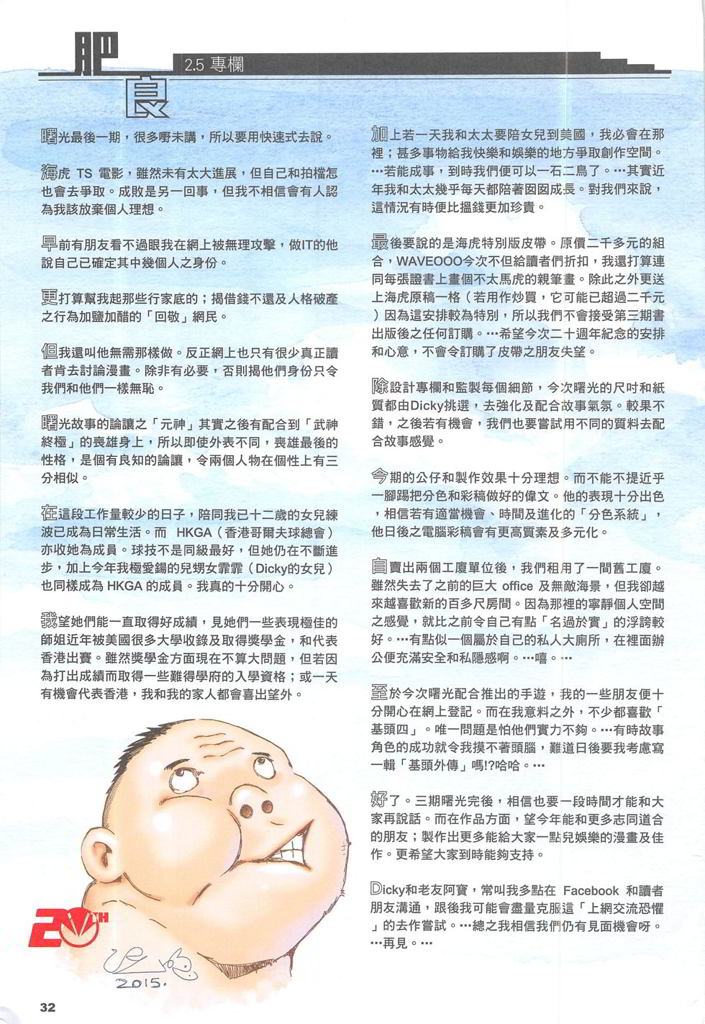 肥
良
2.5 專欄
曙光最後一期，很多嘢未講，所以要用快速式去說。
海虎 TS 電影，雖然未有太大進展，但自己和拍檔怎
也會去爭取。成敗是另一回事，但我不相信會有人認
為我該放棄個人理想。
早前有朋友看不過眼我在網上被無理攻擊，做IT的他
說自己已確定其中幾個人之身份。
更打算幫我起那些行家底的；揭借錢不還及人格破產
之行為加鹽加醋的「回敬」網民。
但我還叫他無需那樣做。反正網上也只有很少真正讀
者肯去討論漫畫。除非有必要，否則揭他們身份只令
我們和他們一樣無恥。
曙光故事的論讓之「元神」其實之後有配合到「武神
終極」的喪雄身上，所以即使外表不同，喪雄最後的
性格，是個有良知的論讓，令兩個人物在個性上有三
分相似。
在這段工作量較少的日子，陪同我已十二歲的女兒練
波已成為日常生活。而 HKGA（香港哥爾夫球總會）
亦收她為成員。球技不是同級最好，但她仍在不斷進
步，加上今年我極愛錫的兒甥女霏霏（Dicky的女兒）
也同樣成為 HKGA 的成員。我真的十分開心。
我望她們能一直取得好成績，見她們一些表現極佳的
師姐近年被美國很多大學收錄及取得獎學金，和代表
香港出賽。雖然獎學金方面現在不算大問題，但若因
為打出成績而取得一些難得學府的入學資格；或一天
有機會代表香港，我和我的家人都會喜出望外。
加上若一天我和太太要陪女兒到美國，我必會在那
裡；甚多事物給我快樂和娛樂的地方爭取創作空間。
…若能成事，到時我們便可以一石二鳥了。…其實近
年我和太太幾乎每天都陪著囡囡成長。對我們來說，
這情況有時便比搵錢更加珍貴。
最後要說的是海虎特別版皮帶。原價二千多元的組
合，WAVEOOO今次不但給讀者們折扣，我還打算連
同每張證書上畫個不太馬虎的親筆畫。除此之外更送
上海虎原稿一格（若用作炒買，它可能已超過二千元
）因為這安排較為特別，所以我們不會接受第三期書
出版後之任何訂購。…希望今次二十週年紀念的安排
和心意，不會令訂購了皮帶之朋友失望。
除設計專欄和監製每個細節，今次曙光的尺吋和紙
質都由Dicky挑選，去強化及配合故事氣氛。較果不
錯，之後若有機會，我們也要嘗試用不同的質料去配
合故事感覺。
今期的公仔和製作效果十分理想。而不能不提近乎
一腳踢把分色和彩稿做好的偉文。他的表現十分出色
，相信若有適當機會、時間及進化的「分色系統」，
他日後之電腦彩稿會有更高質素及多元化。
自賣出兩個工廈單位後，我們租用了一間舊工廈。
雖然失去了之前的巨大 office 及無敵海景，但我卻越
來越喜歡新的百多尺房間。因為那裡的寧靜個人空間
之感覺，就比之前令自己有點「名過於實」的浮誇較
好。…有點似一個屬於自己的私人大廁所，在裡面辦
公便充滿安全和私隱感啊。…嘻。…
至於今次曙光配合推出的手遊，我的一些朋友便十
分開心在網上登記。而在我意料之外，不少都喜歡「
基頭四」。唯一問題是怕他們實力不夠。…有時故事
角色的成功就令我摸不著頭腦，難道日後要我考慮寫
一輯「基頭外傳」嗎!?哈哈。…
好了。三期曙光完後，相信也要一段時間才能和大
家再說話。而在作品方面，望今年能和更多志同道合
的朋友；製作出更多能給大家一點兒娛樂的漫畫及佳
作。更希望大家到時能夠支持。
Dicky和老友阿寶，常叫我多點在 Facebook 和讀者
朋友溝通，跟後我可能會盡量克服這「上網交流恐懼
」的去作嘗試。…總之我相信我們仍有見面機會呀。
…再見。…
20TH
2015.
32